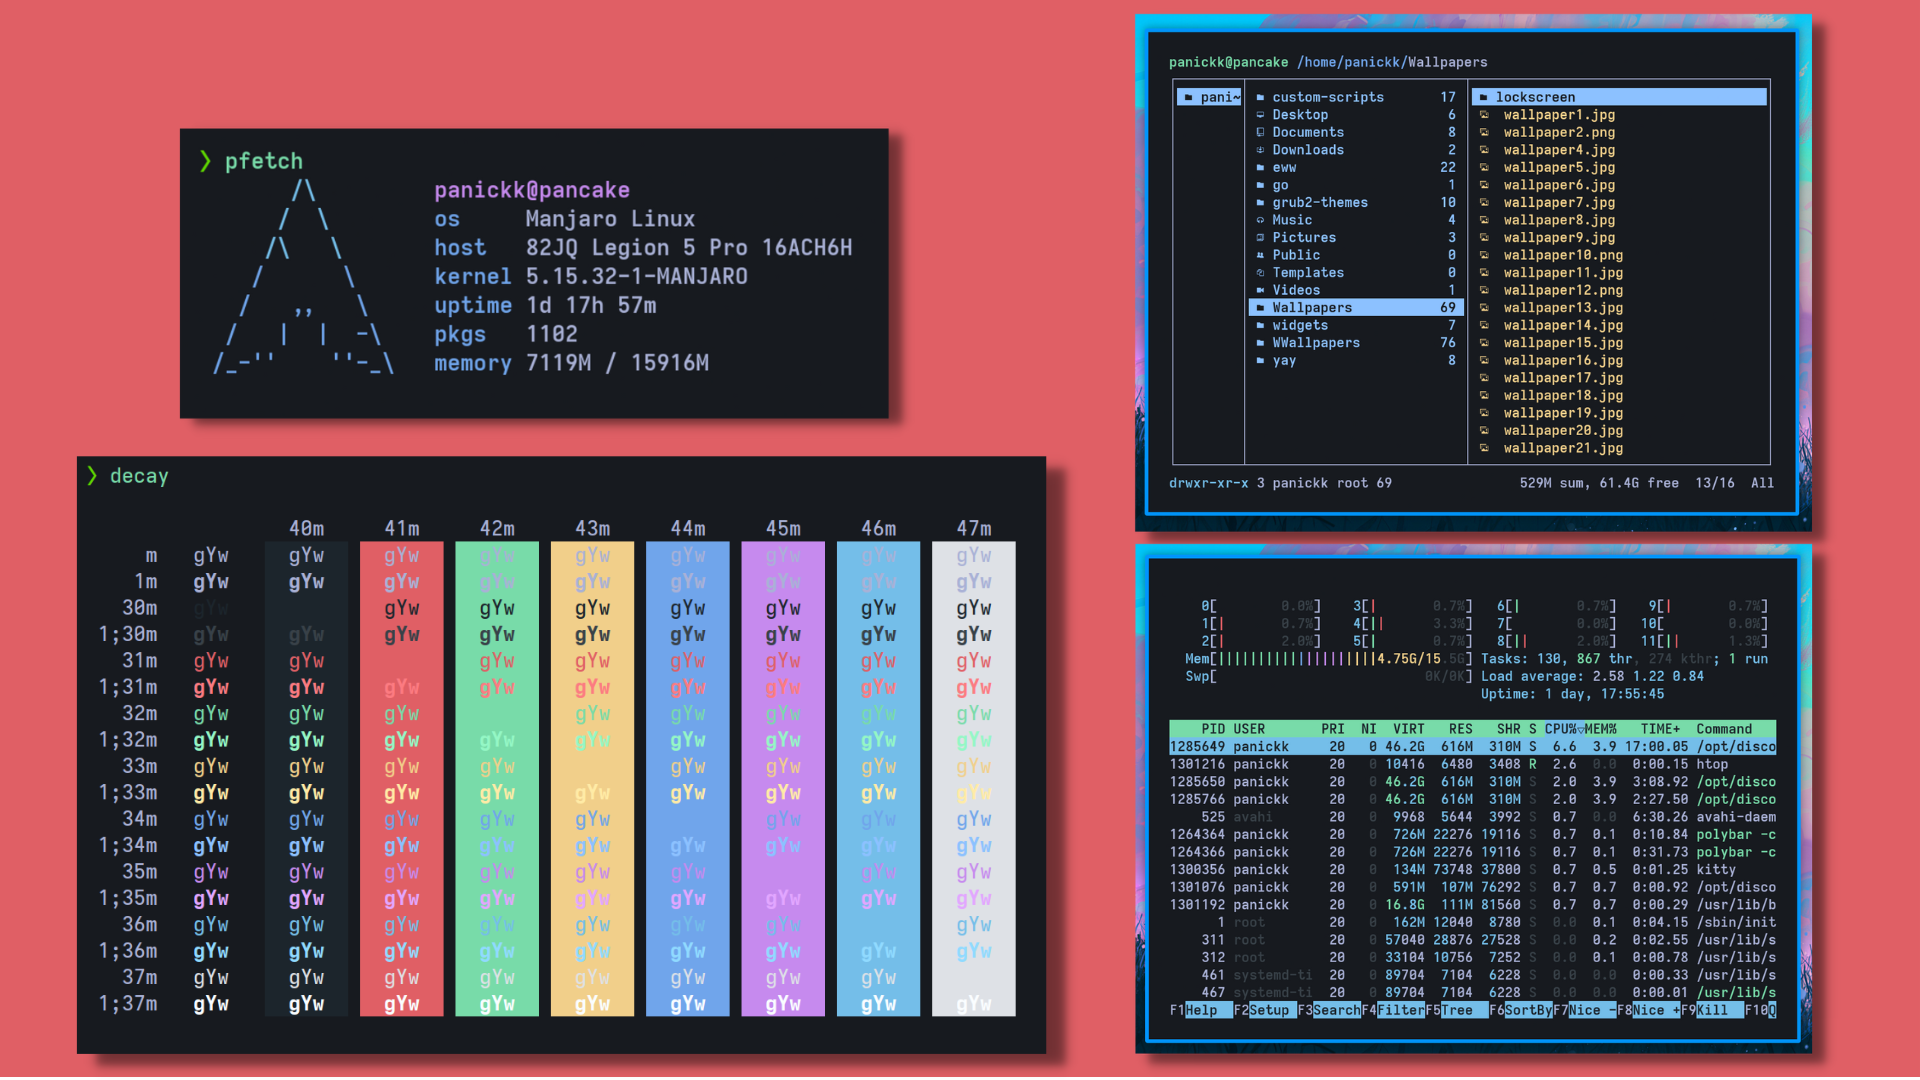 ❯ pfetch
panickk@pancake
os Manjaro Linux
host 82JQ Legion 5 Pro 16ACH6H
kernel 5.15.32-1-MANJARO
uptime 1d 17h 57m
pkgs 1102
memory 7119M / 15916M
❯ decay
40m 41m 42m 43m 44m 45m 46m 47m
m gYw gYw gYw gYw gYw gYw gYw gYw gYw
1m gYw gYw gYw gYw gYw gYw gYw gYw gYw
30m gYw gYw gYw gYw gYw gYw gYw gYw
1;30m gYw gYw gYw gYw gYw gYw gYw gYw gYw
31m gYw gYw gYw gYw gYw gYw gYw gYw
1;31m gYw gYw gYw gYw gYw gYw gYw gYw gYw
32m gYw gYw gYw gYw gYw gYw gYw gYw
1;32m gYw gYw gYw gYw gYw gYw gYw gYw gYw
33m gYw gYw gYw gYw gYw gYw gYw gYw
1;33m gYw gYw gYw gYw gYw gYw gYw gYw gYw
34m gYw gYw gYw gYw gYw gYw gYw gYw
1;34m gYw gYw gYw gYw gYw gYw gYw gYw gYw
35m gYw gYw gYw gYw gYw gYw gYw gYw
1;35m gYw gYw gYw gYw gYw gYw gYw gYw gYw
36m gYw gYw gYw gYw gYw gYw gYw gYw
1;36m gYw gYw gYw gYw gYw gYw gYw gYw gYw
37m gYw gYw gYw gYw gYw gYw gYw gYw
1;37m gYw gYw gYw gYw gYw gYw gYw gYw gYw
panickk@pancake /home/panickk/Wallpapers
pani~ custom-scripts 17 lockscreen
Desktop 6 wallpaper1.jpg
Documents 8 wallpaper2.png
Downloads 2 wallpaper4.jpg
eww 22 wallpaper5.jpg
go 1 wallpaper6.jpg
grub2-themes 10 wallpaper7.jpg
Music 4 wallpaper8.jpg
Pictures 3 wallpaper9.jpg
Public 0 wallpaper10.png
Templates 0 wallpaper11.jpg
Videos 1 wallpaper12.png
Wallpapers 69 wallpaper13.jpg
widgets 7 wallpaper14.jpg
WWallpapers 76 wallpaper15.jpg
yay 8 wallpaper16.jpg
wallpaper17.jpg
wallpaper18.jpg
wallpaper19.jpg
wallpaper20.jpg
wallpaper21.jpg
drwxr-xr-x 3 panickk root 69 529M sum, 61.4G free 13/16 All
0[ 0.0%] 3[| 0.7%] 6[| 0.7%] 9[| 0.7%]
1[| 0.7%] 4[|| 3.3%] 7[ 0.0%] 10[ 0.0%]
2[| 2.0%] 5[| 0.7%] 8[|| 2.0%] 11[|| 1.3%]
Mem[||||||||||||||||||||4.75G/15.5G] Tasks: 130, 867 thr, 274 kthr; 1 run
Swp[ 0K/0K] Load average: 2.58 1.22 0.84
Uptime: 1 day, 17:55:45
PID USER PRI NI VIRT RES SHR S CPU%▽MEM% TIME+ Command
1285649 panickk 20 0 46.2G 616M 310M S 6.6 3.9 17:00.05 /opt/disco
1301216 panickk 20 0 10416 6480 3408 R 2.6 0.0 0:00.15 htop
1285650 panickk 20 0 46.2G 616M 310M S 2.0 3.9 3:08.92 /opt/disco
1285766 panickk 20 0 46.2G 616M 310M S 2.0 3.9 2:27.50 /opt/disco
525 avahi 20 0 9968 5644 3992 S 0.7 0.0 6:30.26 avahi-daem
1264364 panickk 20 0 726M 22276 19116 S 0.7 0.1 0:10.84 polybar -c
1264366 panickk 20 0 726M 22276 19116 S 0.7 0.1 0:31.73 polybar -c
1300356 panickk 20 0 134M 73748 37800 S 0.7 0.5 0:01.25 kitty
1301076 panickk 20 0 591M 107M 76292 S 0.7 0.7 0:00.92 /opt/disco
1301192 panickk 20 0 16.8G 111M 81560 S 0.7 0.7 0:00.29 /usr/lib/b
1 root 20 0 162M 12040 8780 S 0.0 0.1 0:04.15 /sbin/init
311 root 20 0 57040 28876 27528 S 0.0 0.2 0:02.55 /usr/lib/s
312 root 20 0 33104 10756 7252 S 0.0 0.1 0:00.78 /usr/lib/s
461 systemd-ti 20 0 89704 7104 6228 S 0.0 0.0 0:00.33 /usr/lib/s
467 systemd-ti 20 0 89704 7104 6228 S 0.0 0.0 0:00.01 /usr/lib/s
F1Help F2Setup F3Search F4Filter F5Tree F6SortBy F7Nice - F8Nice + F9Kill F10Q